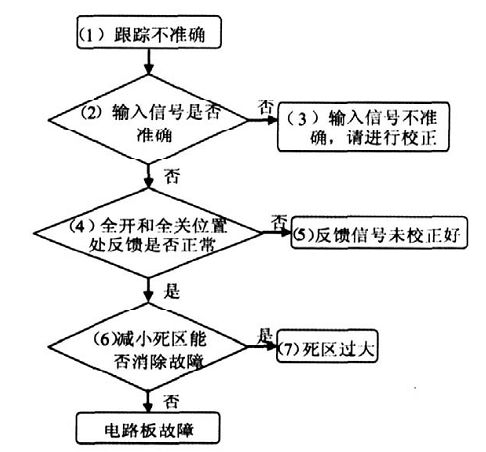 (1) 跟踪不准确
(2) 输入信号是否
准确
否
(3) 输入信号不准
确，请进行校正
否
(4) 全开和全关位置
处反馈是否正常
否
(5)反馈信号未校正好
是
(6)减小死区能
否消除故障
是
(7)死区过大
否
电路板故障